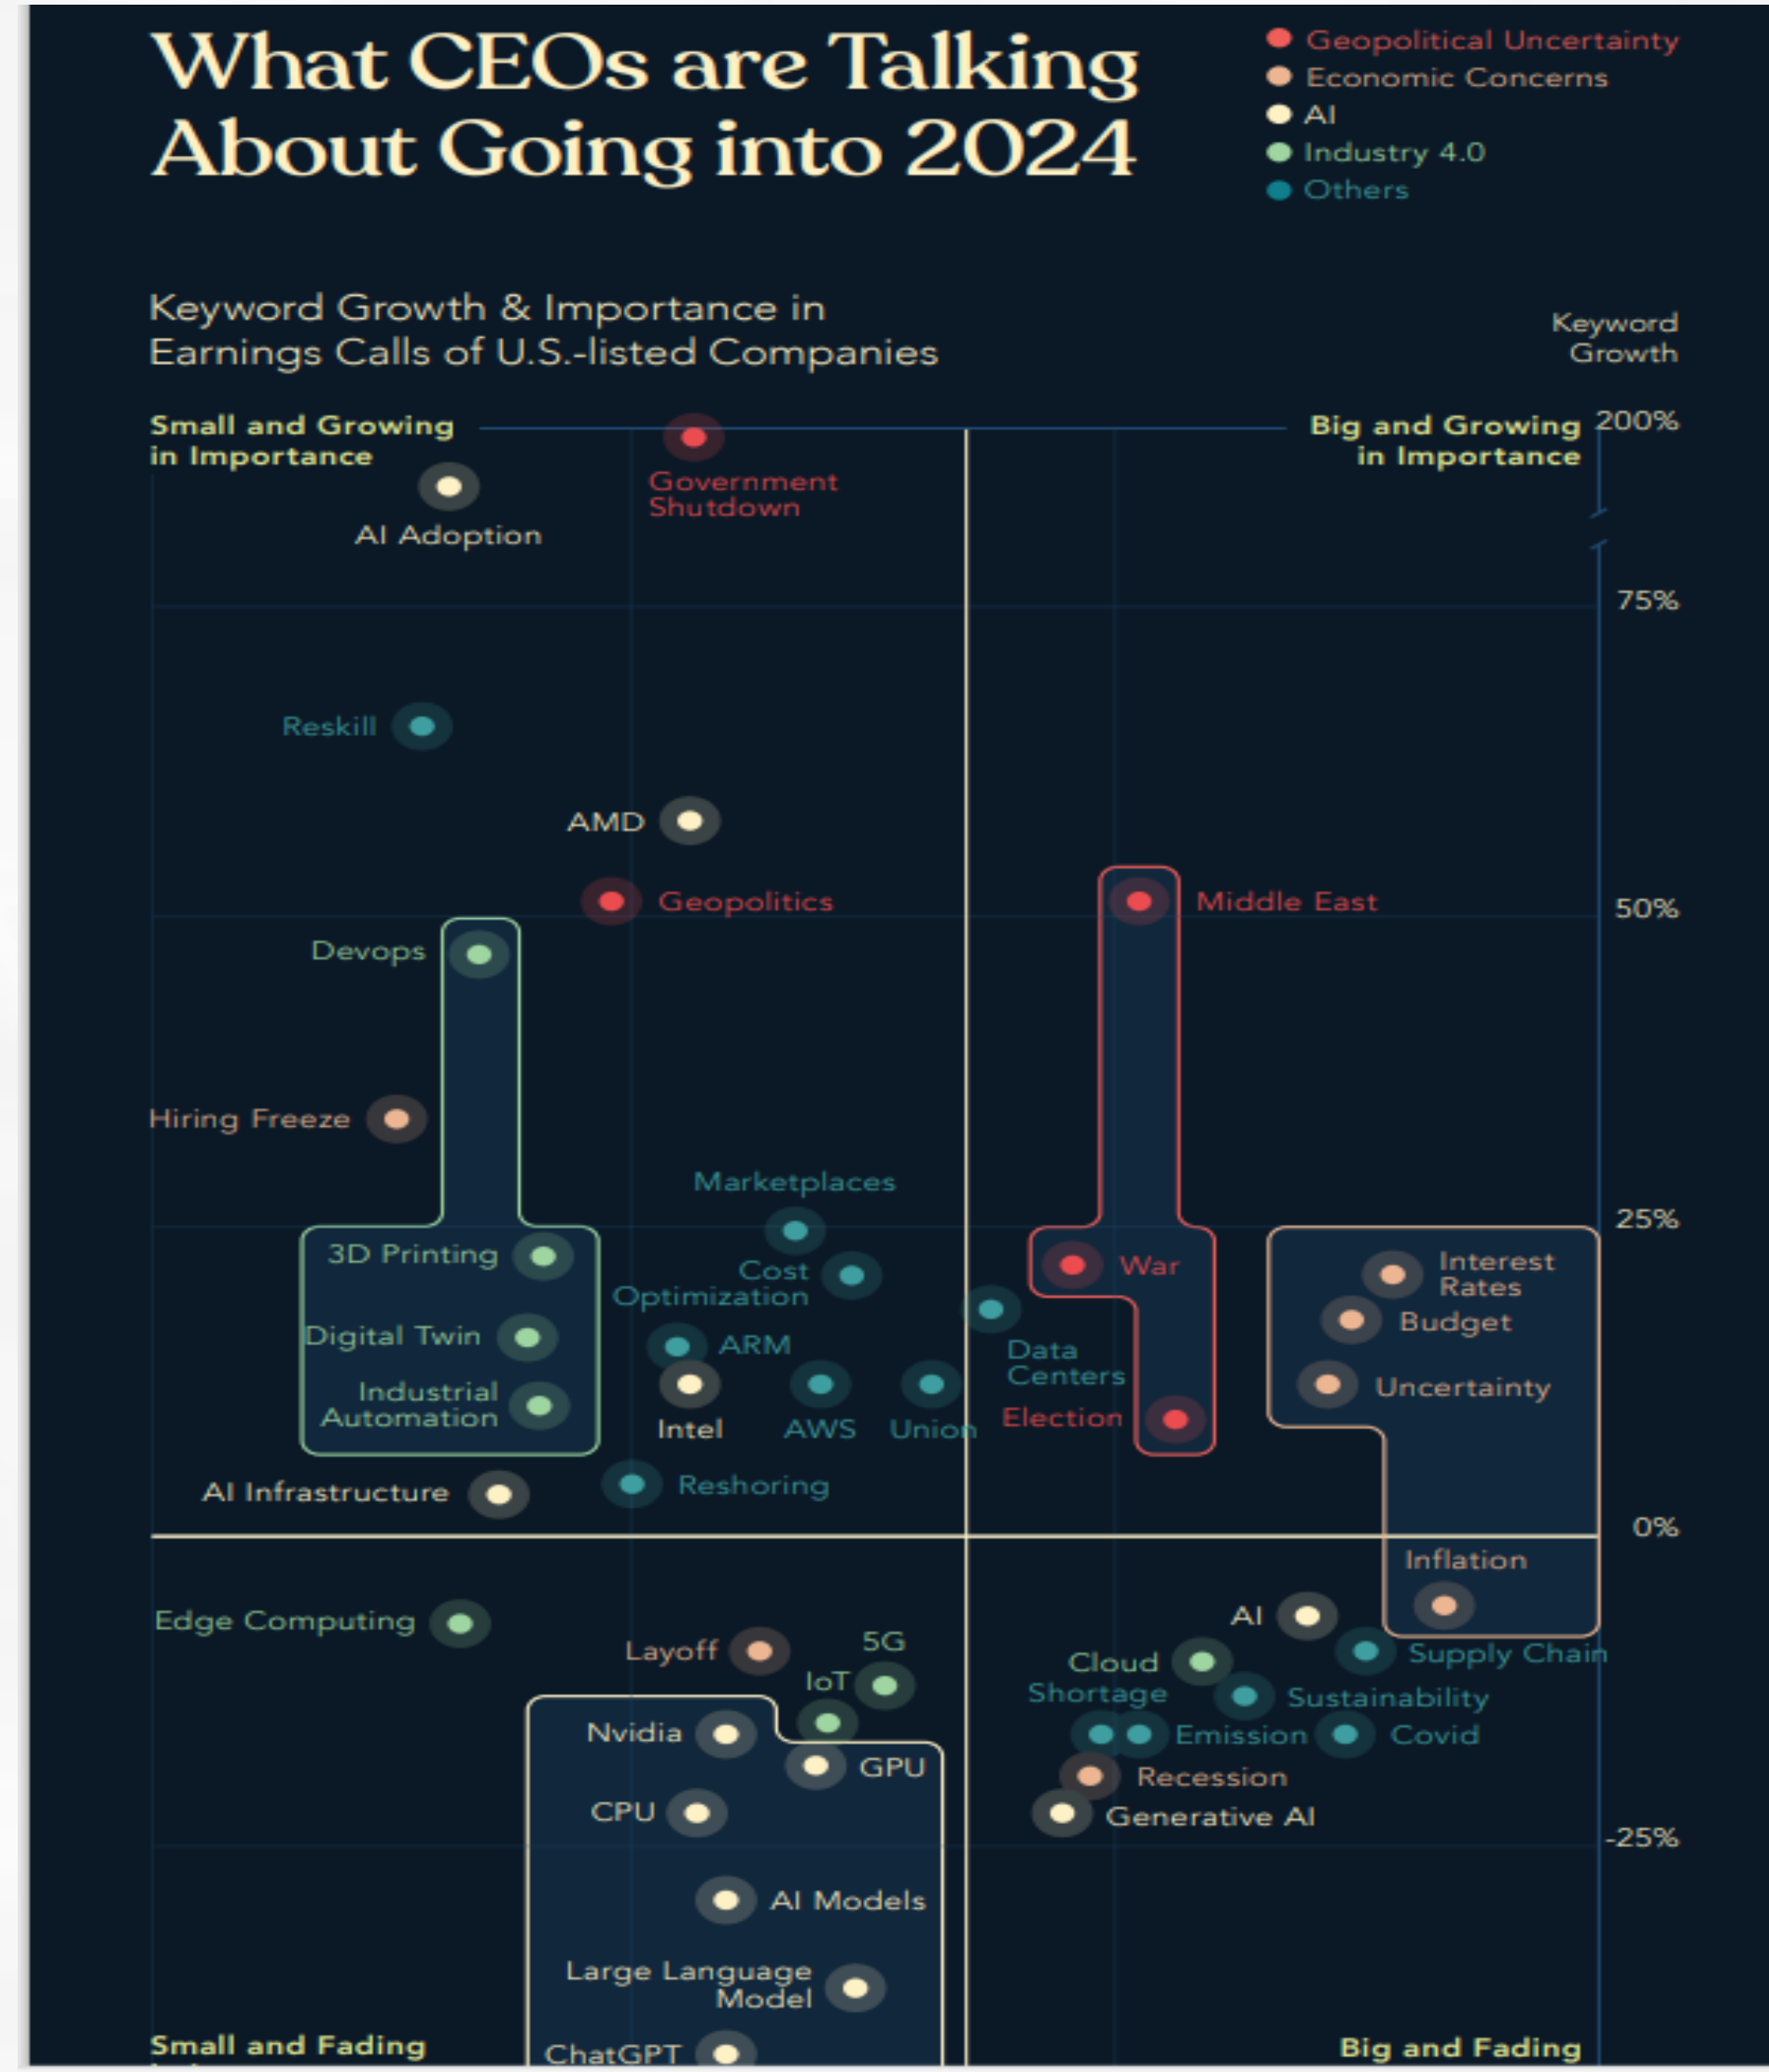 What CEOs are Talking
About Going into 2024
Geopolitical Uncertainty
Economic Concerns
AI
Industry 4.0
Others
Keyword Growth & Importance in
Earnings Calls of U.S.-listed Companies
Keyword
Growth
Small and Growing
in Importance
Big and Growing
in Importance
200%
Government
Shutdown
AI Adoption
75%
Reskill
AMD
Geopolitics
Middle East
50%
Devops
Hiring Freeze
Marketplaces
25%
3D Printing
Cost
Optimization
War
Interest
Rates
Budget
Digital Twin
ARM
Data
Centers
Uncertainty
Industrial
Automation
Intel
AWS
Union
Election
AI Infrastructure
Reshoring
0%
Inflation
Edge Computing
AI
Layoff
5G
Cloud
Supply Chain
IoT
Shortage
Sustainability
Nvidia
Emission
Covid
GPU
Recession
CPU
Generative AI
-25%
AI Models
Large Language
Model
Small and Fading
Big and Fading
ChatGPT